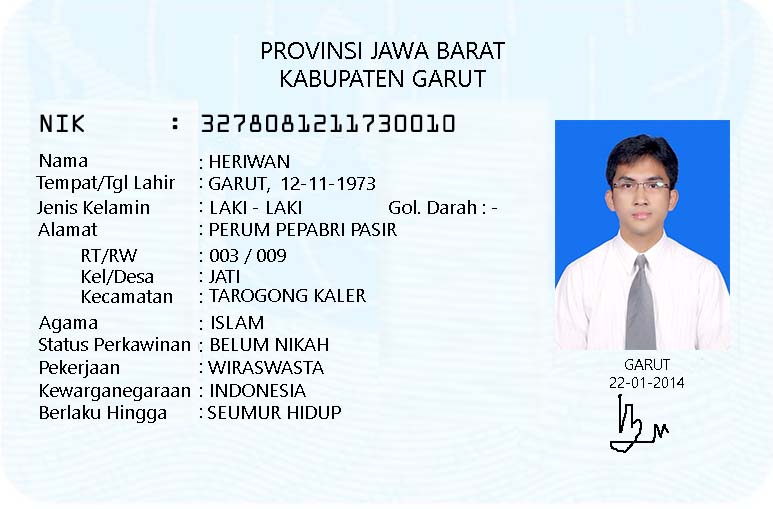 PROVINSI JAWA BARAT
KABUPATEN GARUT
NIK : 3278081211730010
Nama : HERIWAN
Tempat/Tgl Lahir : GARUT, 12-11-1973
Jenis Kelamin : LAKI - LAKI Gol. Darah : -
Alamat : PERUM PEPABRI PASIR
RT/RW : 003 / 009
Kel/Desa : JATI
Kecamatan : TAROGONG KALER
Agama : ISLAM
Status Perkawinan : BELUM NIKAH
Pekerjaan : WIRASWASTA
Kewarganegaraan : INDONESIA
Berlaku Hingga : SEUMUR HIDUP
GARUT
22-01-2014